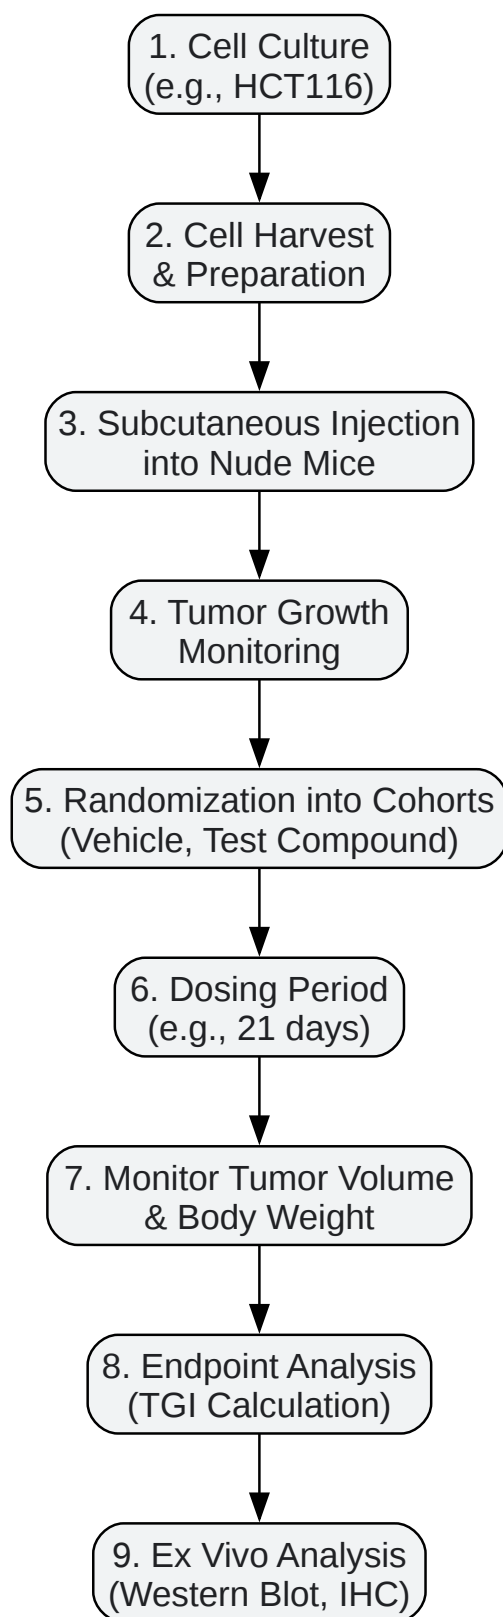 1. Cell Culture
(e.g., HCT116)
2. Cell Harvest
& Preparation
3. Subcutaneous Injection
into Nude Mice
4. Tumor Growth
Monitoring
5. Randomization into Cohorts
(Vehicle, Test Compound)
6. Dosing Period
(e.g., 21 days)
7. Monitor Tumor Volume
& Body Weight
8. Endpoint Analysis
(TGI Calculation)
9. Ex Vivo Analysis
(Western Blot, IHC)